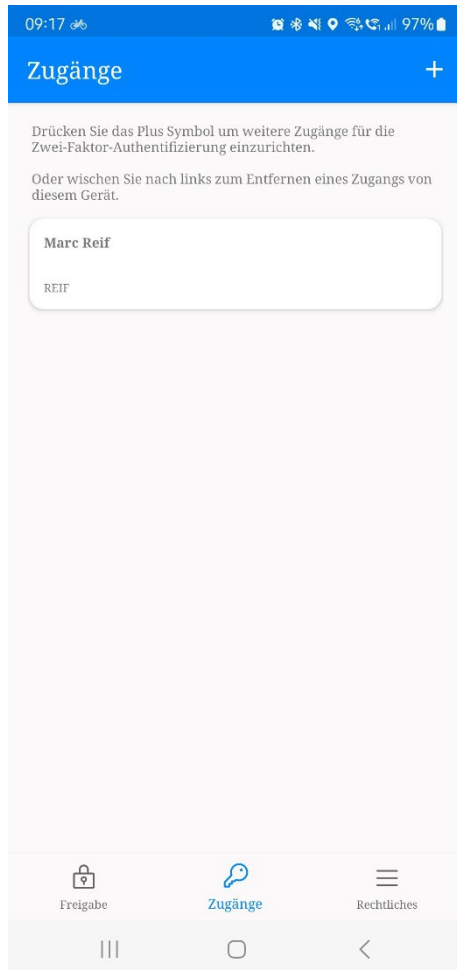 09:17
97%
Zugänge
Drücken Sie das Plus Symbol um weitere Zugänge für die
Zwei-Faktor-Authentifizierung einzurichten.
Oder wischen Sie nach links zum Entfernen eines Zugangs von
diesem Gerät.
Marc Reif
REIF
Freigabe
Zugänge
Rechtliches